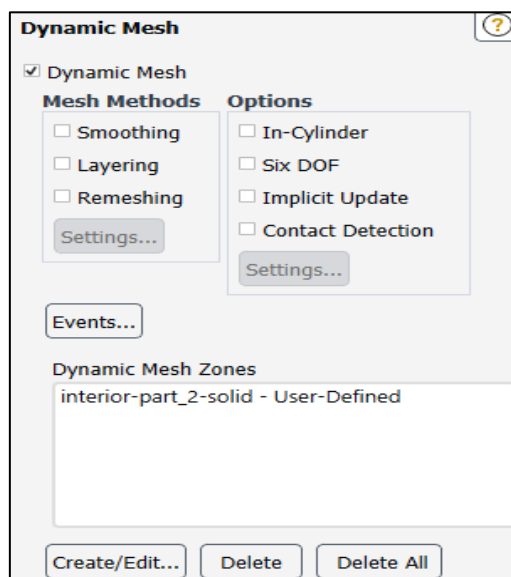 Dynamic Mesh
?
Dynamic Mesh
Mesh Methods
Smoothing
Layering
Remeshing
Settings...
Options
In-Cylinder
Six DOF
Implicit Update
Contact Detection
Settings...
Events...
Dynamic Mesh Zones
interior-part_2-solid - User-Defined
Create/Edit... Delete Delete All